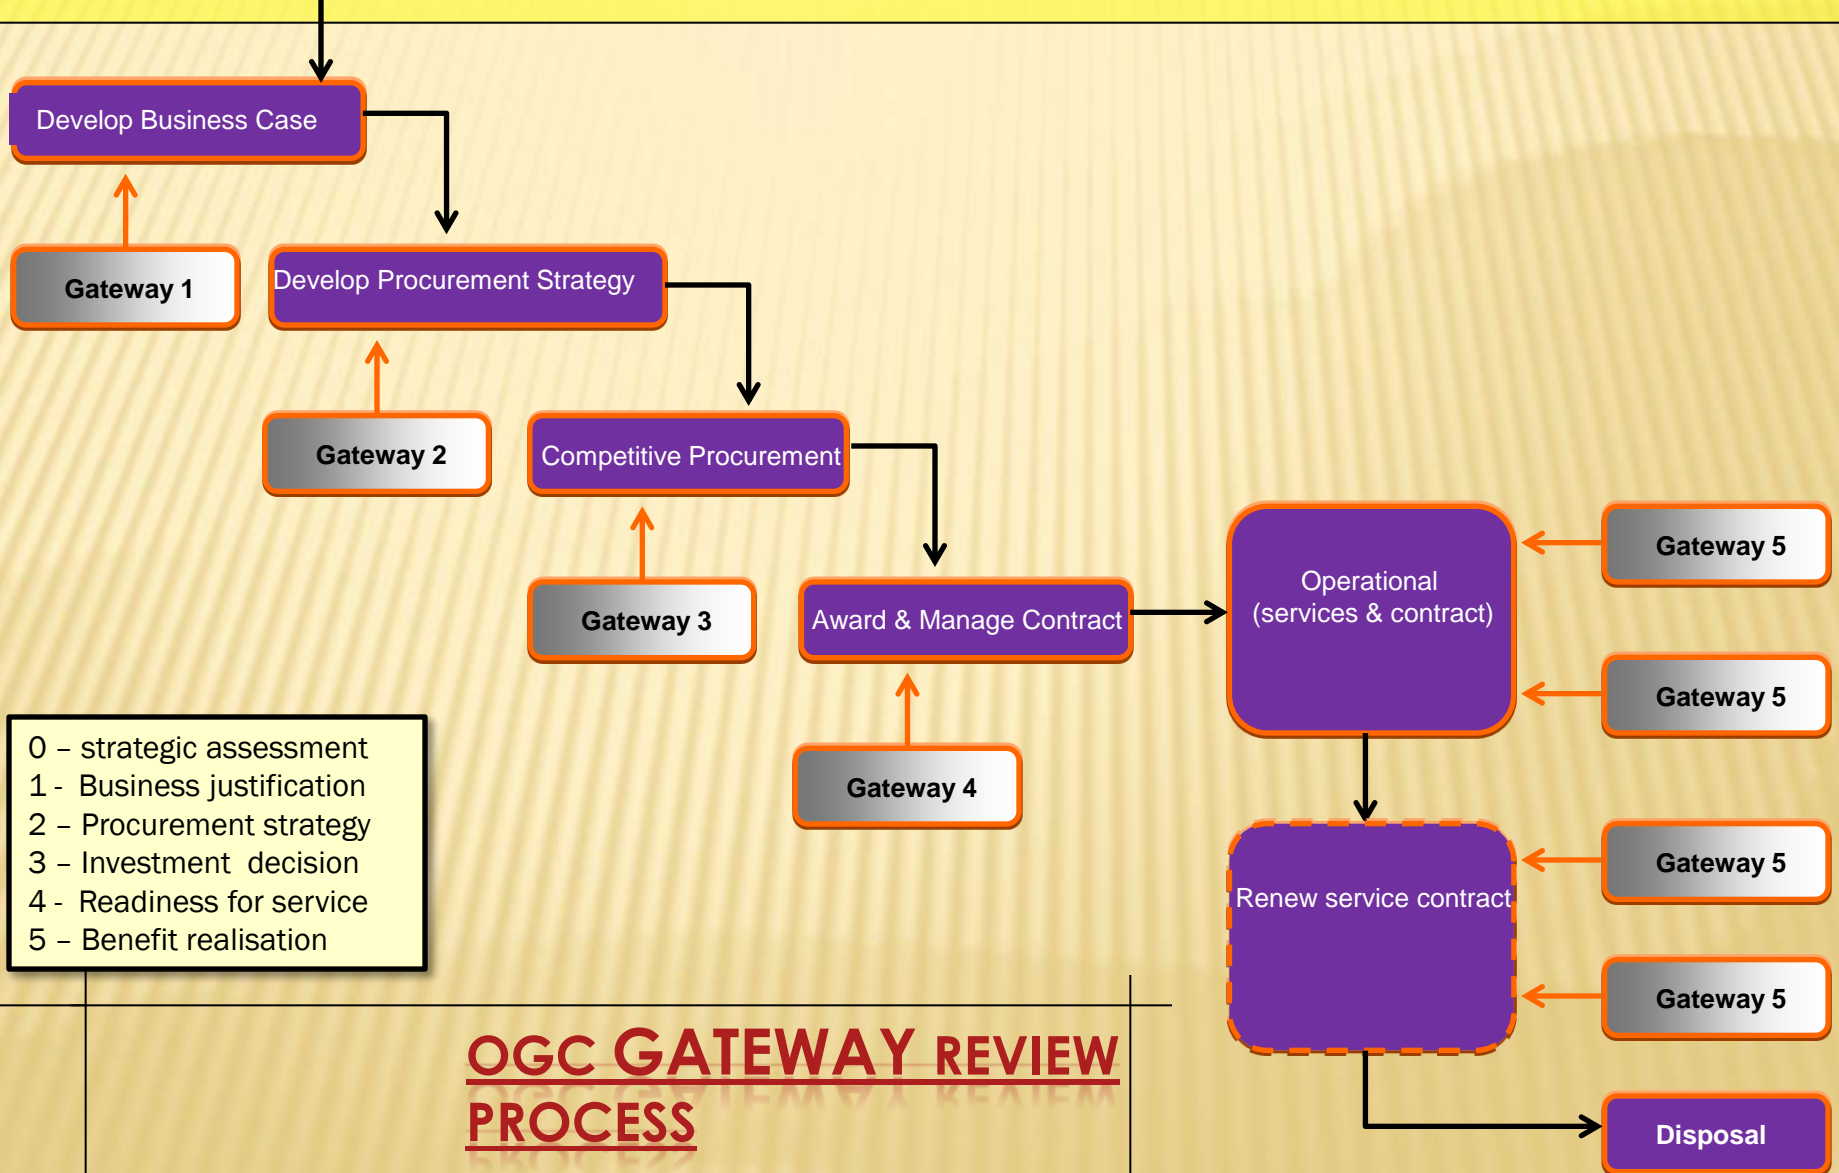 Develop Business Case
Gateway 1
Develop Procurement Strategy
Gateway 2
Competitive Procurement
Gateway 3
Award & Manage Contract
Gateway 4
Operational
(services & contract)
Gateway 5
Gateway 5
Renew service contract
Gateway 5
Gateway 5
Disposal
0 – strategic assessment
1 - Business justification
2 – Procurement strategy
3 – Investment decision
4 - Readiness for service
5 – Benefit realisation
OGC GATEWAY REVIEW
PROCESS